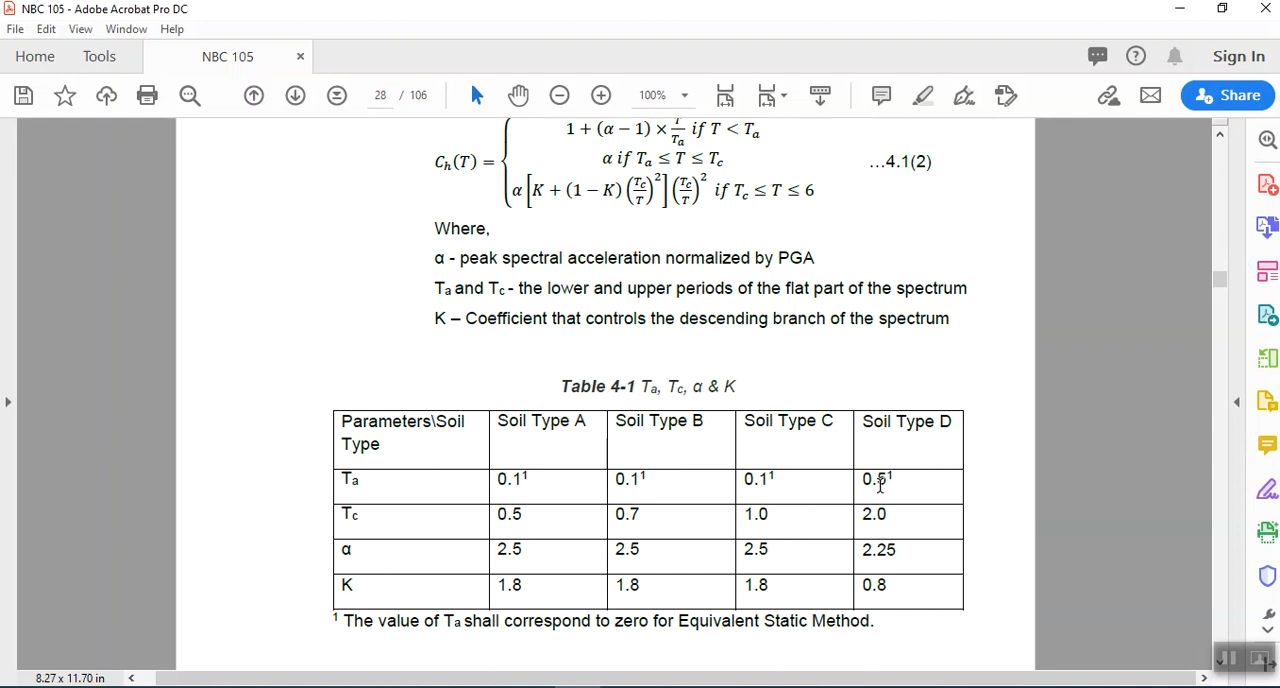 NBC 105 - Adobe Acrobat Pro DC
File Edit View Window Help
Home Tools NBC 105 × Sign In
28 / 106 100% Share
1 + (α − 1) × T/Ta if T < Ta
Ch(T) = α if Ta ≤ T ≤ Tc …4.1(2)
α [K + (1 − K) (Tc/T)²] (Tc/T)² if Tc ≤ T ≤ 6
Where,
α - peak spectral acceleration normalized by PGA
Ta and Tc - the lower and upper periods of the flat part of the spectrum
K – Coefficient that controls the descending branch of the spectrum
Table 4-1 Ta, Tc, α & K
Parameters\Soil Type Soil Type A Soil Type B Soil Type C Soil Type D
Ta 0.1¹ 0.1¹ 0.1¹ 0.5¹
Tc 0.5 0.7 1.0 2.0
α 2.5 2.5 2.5 2.25
K 1.8 1.8 1.8 0.8
¹ The value of Ta shall correspond to zero for Equivalent Static Method.
8.27 x 11.70 in